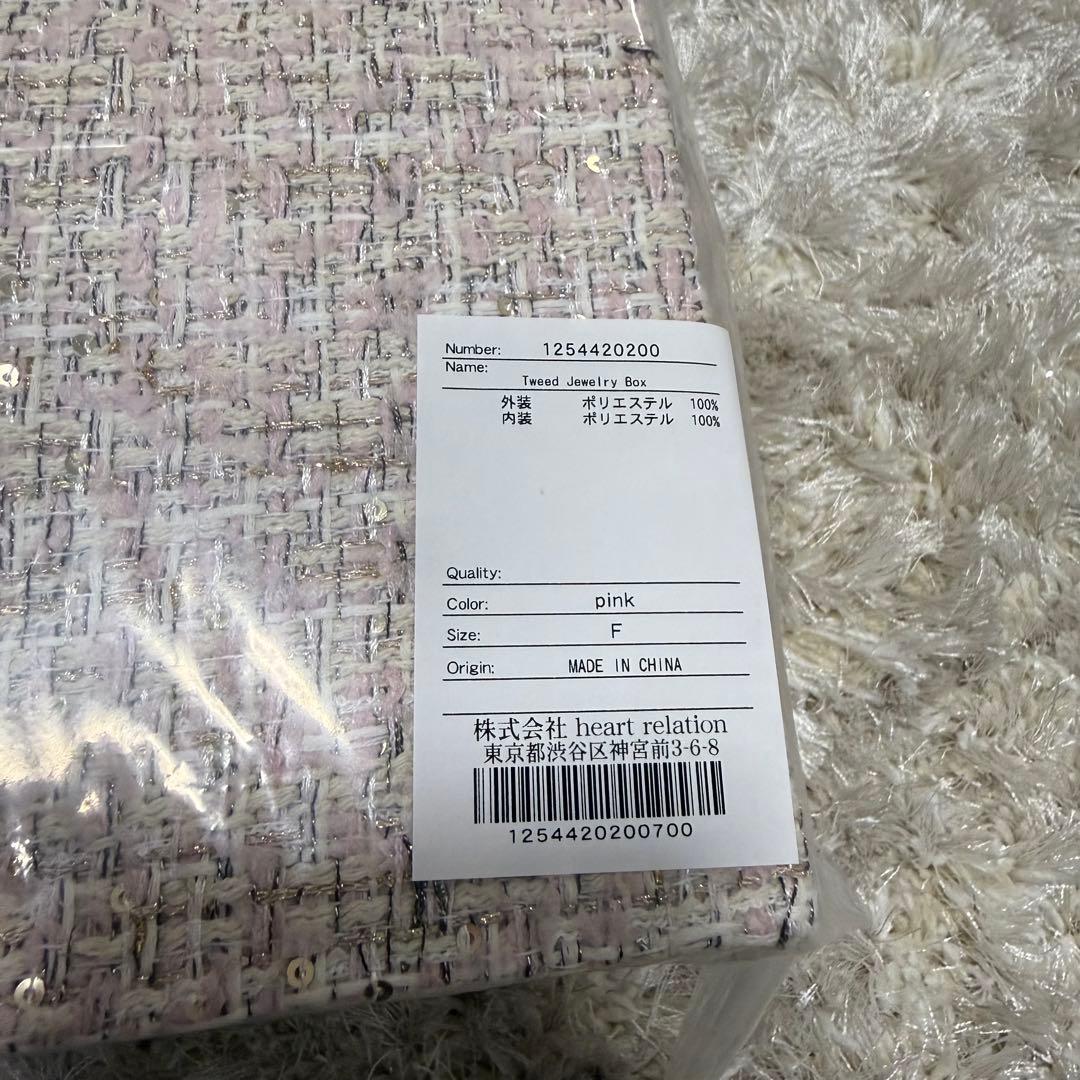 Number: 1254420200
Name:
Tweed Jewelry Box
外装 ポリエステル 100%
内装 ポリエステル 100%
Quality:
Color: pink
Size: F
Origin: MADE IN CHINA
株式会社 heart relation
東京都渋谷区神宮前3-6-8
1254420200700